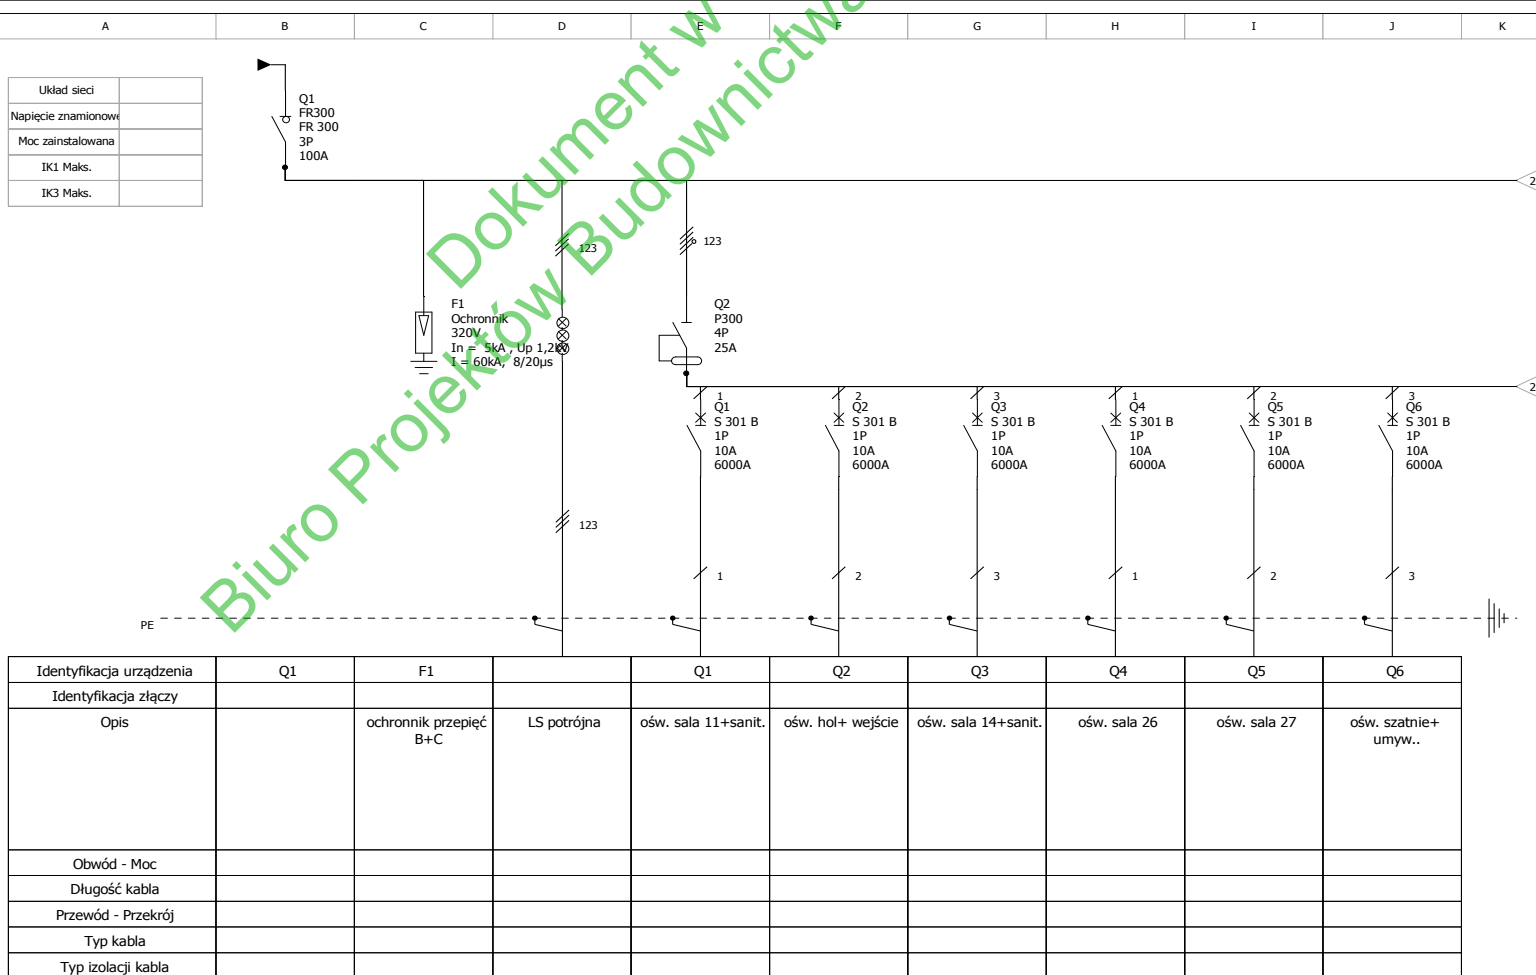 A B C D E F G H I J K
Układ sieci
Napięcie znamionowe
Moc zainstalowana
IK1 Maks.
IK3 Maks.
Q1
FR300
FR 300
3P
100A
2
123
123
F1
Ochronnik
320V
In = 5kA , Up 1,2kV
I = 60kA, 8/20µs
Q2
P300
4P
25A
2
1
Q1
S 301 B
1P
10A
6000A
2
Q2
S 301 B
1P
10A
6000A
3
Q3
S 301 B
1P
10A
6000A
1
Q4
S 301 B
1P
10A
6000A
2
Q5
S 301 B
1P
10A
6000A
3
Q6
S 301 B
1P
10A
6000A
123
1 2 3 1 2 3
PE
Dokument w
Biuro Projektów Budownictwa
Identyfikacja urządzenia Q1 F1 Q1 Q2 Q3 Q4 Q5 Q6
Identyfikacja złączy
Opis ochronnik przepięć LS potrójna ośw. sala 11+sanit. ośw. hol+ wejście ośw. sala 14+sanit. ośw. sala 26 ośw. sala 27 ośw. szatnie+
B+C umyw..
Obwód - Moc
Długość kabla
Przewód - Przekrój
Typ kabla
Typ izolacji kabla